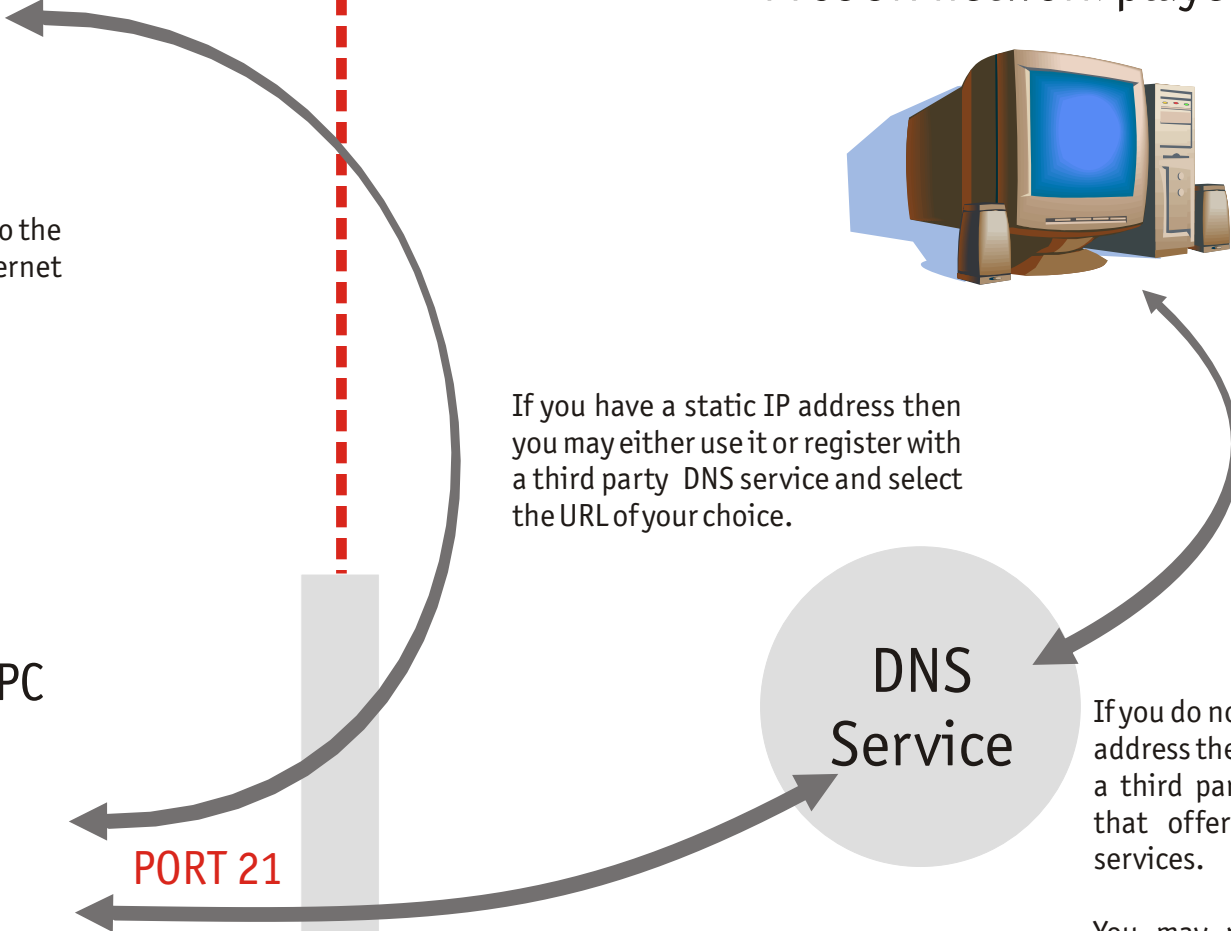 o the
ernet
If you have a static IP address then
you may either use it or register with
a third party DNS service and select
the URL of your choice.
PC
DNS
Service
If you do no
address the
a third par
that offer
services.
PORT 21
You may